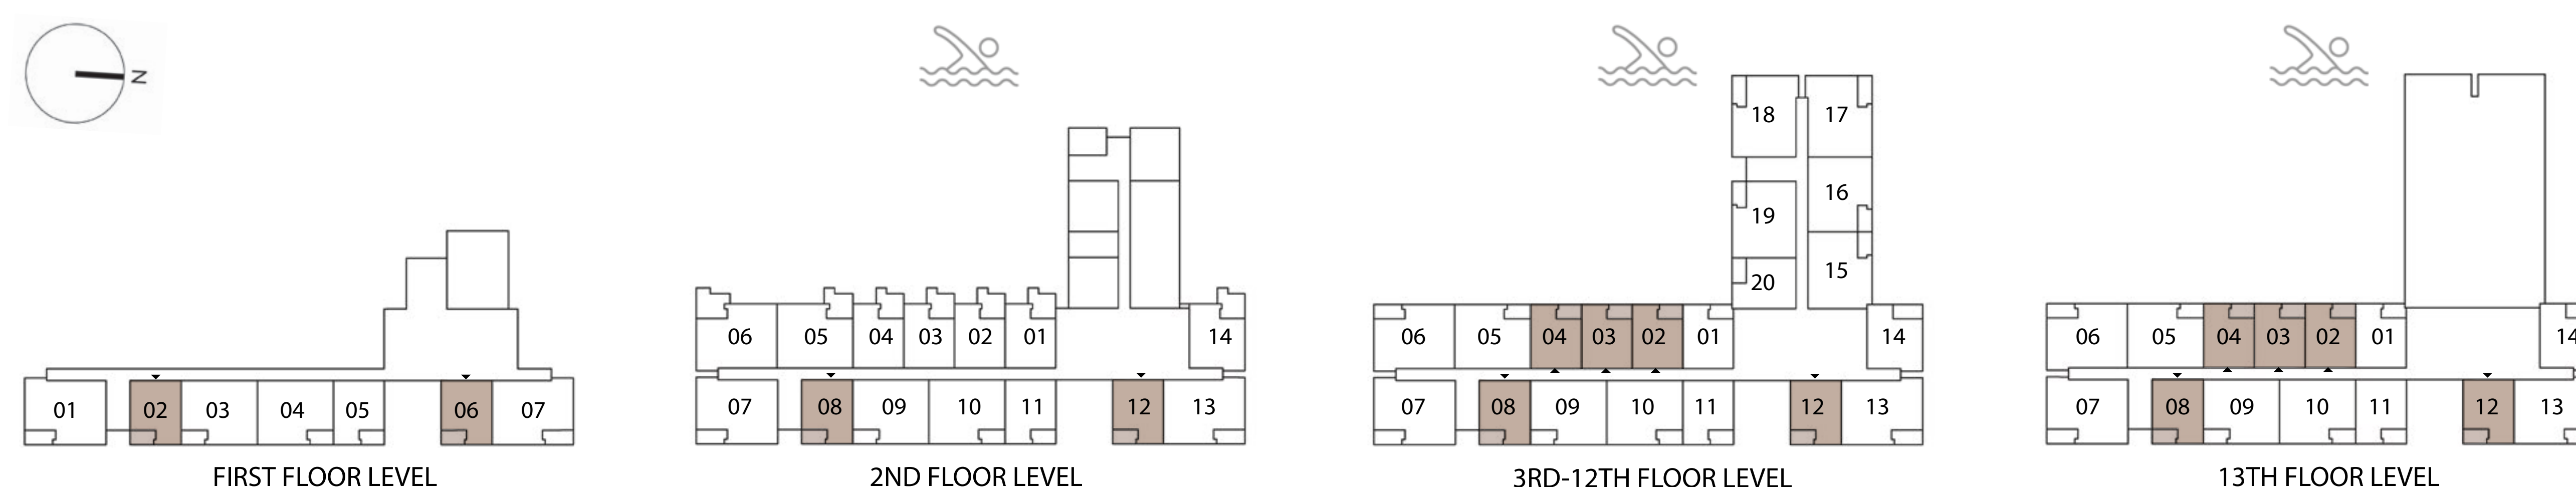 N
01 02 03 04 05 06 07
FIRST FLOOR LEVEL
06 05 04 03 02 01 14
07 08 09 10 11 12 13
2ND FLOOR LEVEL
18 17
16
19
15
20
06 05 04 03 02 01 14
07 08 09 10 11 12 13
3RD-12TH FLOOR LEVEL
06 05 04 03 02 01 14
07 08 09 10 11 12 13
13TH FLOOR LEVEL